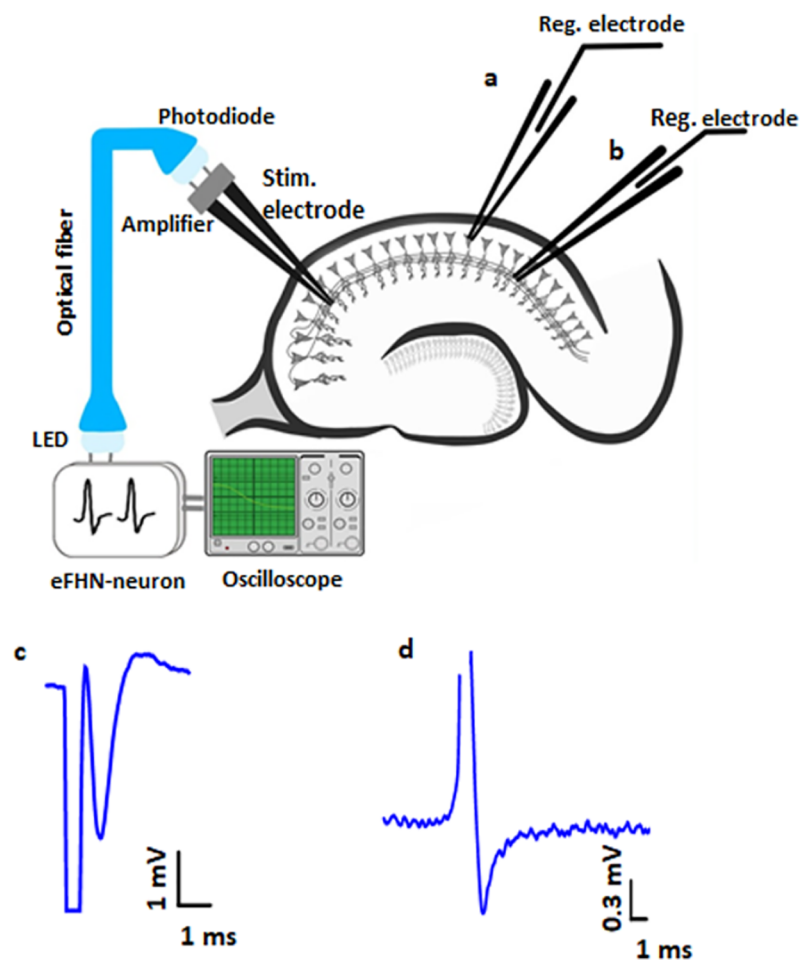 Reg. electrode
a
Reg. electrode
b
Photodiode
Stim.
electrode
Amplifier
Optical fiber
LED
eFHN-neuron
Oscilloscope
c
d
1 mV
1 ms
0.3 mV
1 ms